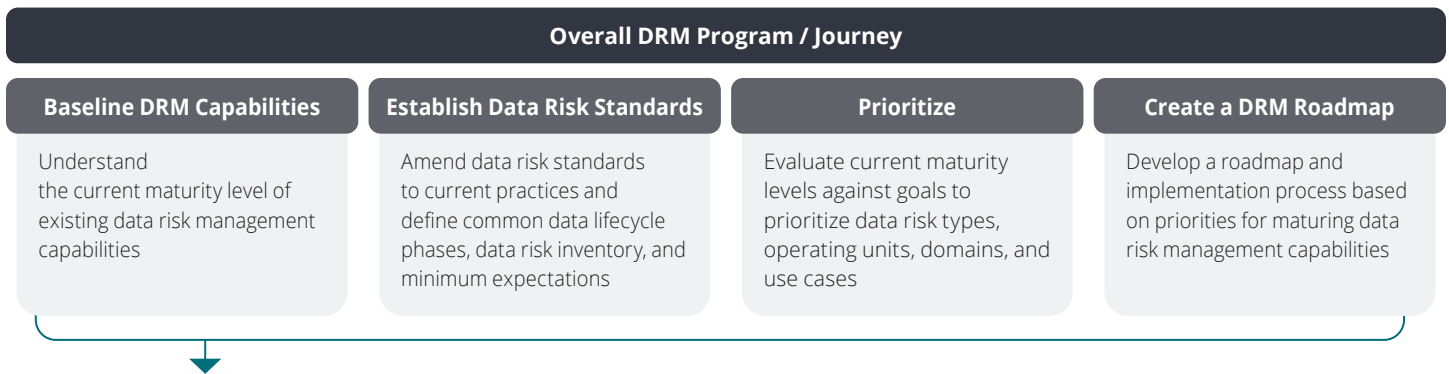 Overall DRM Program / Journey
Baseline DRM Capabilities
Understand
the current maturity level of
existing data risk management
capabilities
Establish Data Risk Standards
Amend data risk standards
to current practices and
define common data lifecycle
phases, data risk inventory, and
minimum expectations
Prioritize
Evaluate current maturity
levels against goals to
prioritize data risk types,
operating units, domains, and
use cases
Create a DRM Roadmap
Develop a roadmap and
implementation process based
on priorities for maturing data
risk management capabilities